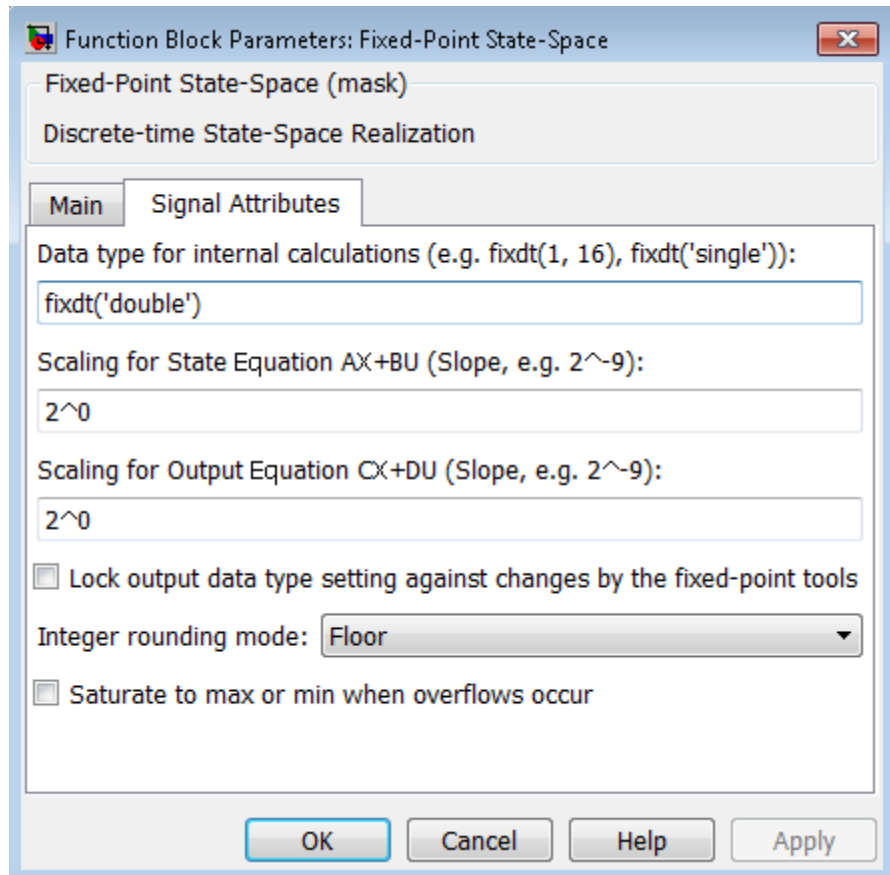 Function Block Parameters: Fixed-Point State-Space
Fixed-Point State-Space (mask)
Discrete-time State-Space Realization
Main Signal Attributes
Data type for internal calculations (e.g. fixdt(1, 16), fixdt('single')):
fixdt('double')
Scaling for State Equation AX+BU (Slope, e.g. 2^-9):
2^0
Scaling for Output Equation CX+DU (Slope, e.g. 2^-9):
2^0
Lock output data type setting against changes by the fixed-point tools
Integer rounding mode: Floor
Saturate to max or min when overflows occur
OK Cancel Help Apply